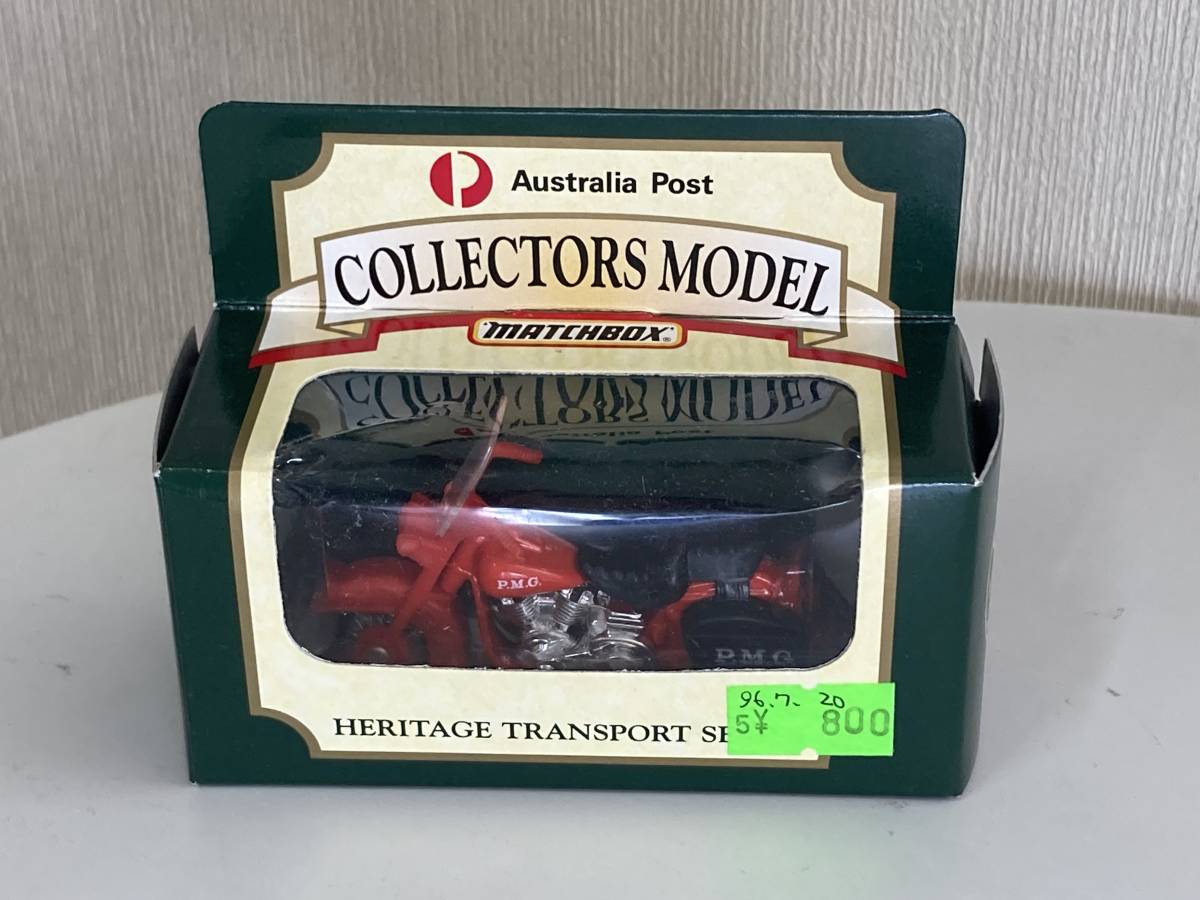 Australia Post
COLLECTORS MODEL
MATCHBOX®
P.M.G.
P.M.G.
HERITAGE TRANSPORT SE
96.7. 20
5¥ 800